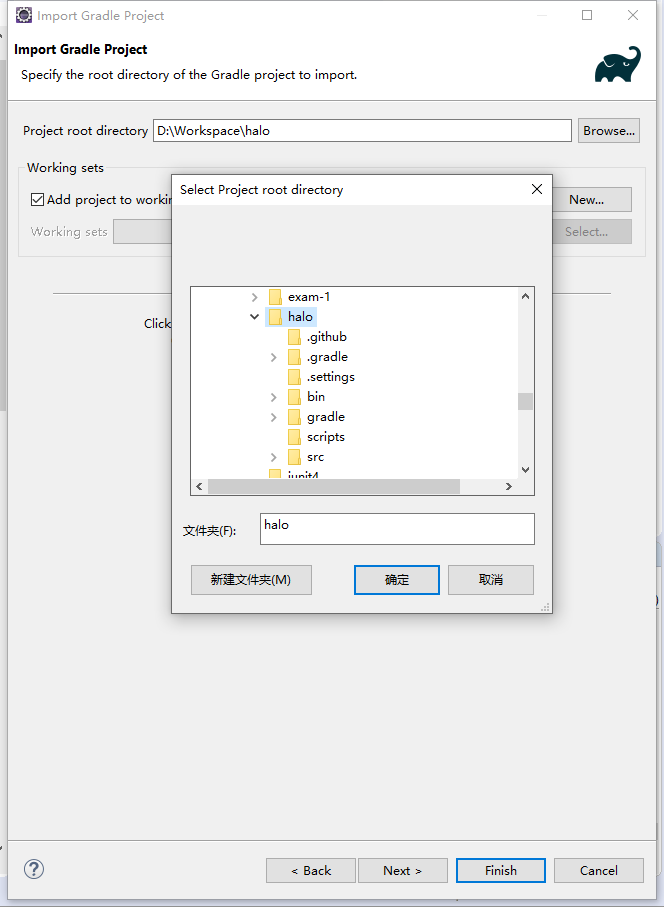 Import Gradle Project
Import Gradle Project
Specify the root directory of the Gradle project to import.
Project root directory D:\Workspace\halo Browse...
Working sets
Add project to workin New...
Working sets Select...
Click
Select Project root directory
exam-1
halo
.github
.gradle
.settings
bin
gradle
scripts
src
junit4
文件夹(F): halo
新建文件夹(M) 确定 取消
< Back Next > Finish Cancel